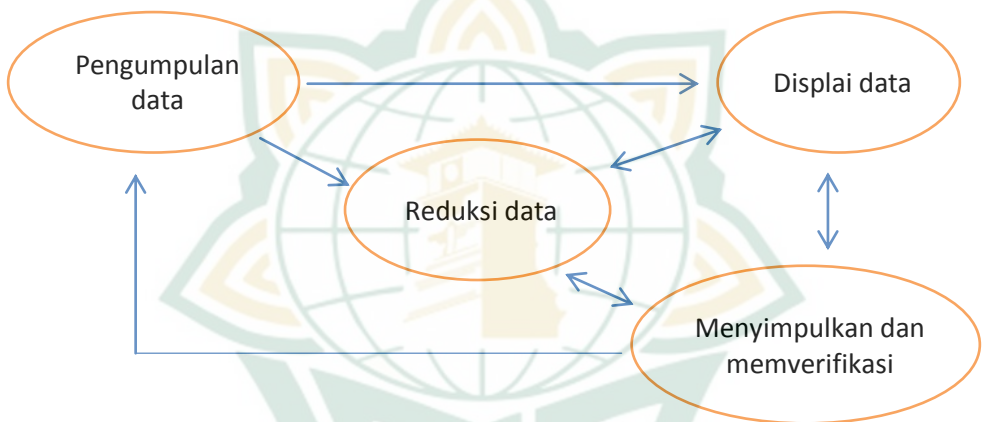 Pengumpulan
data
Displai data
Reduksi data
Menyimpulkan dan
memverifikasi